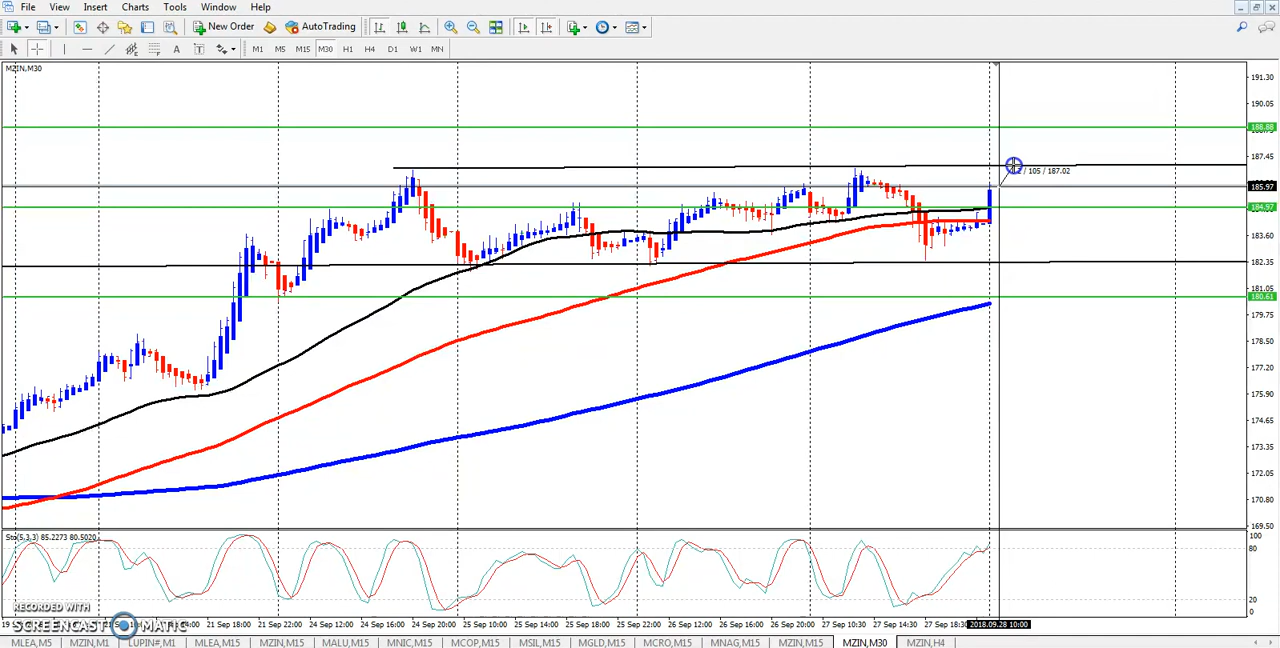 File View Insert Charts Tools Window Help
New Order AutoTrading
A T M1 M5 M15 M30 H1 H4 D1 W1 MN
MZIN,M30
191.30
190.05
188.88
187.45
/ 105 / 187.02
185.97
184.97
183.60
182.35
181.05
180.61
179.75
178.50
177.20
175.90
174.65
173.35
172.05
170.80
169.50
Sto(5,3,3) 85.2273 80.5020
100
80
20
0
RECORDED WITH
SCREENCAST MATIC
21 Sep 18:00 21 Sep 22:00 24 Sep 12:00 24 Sep 16:00 24 Sep 20:00 25 Sep 10:00 25 Sep 14:00 25 Sep 18:00 25 Sep 22:00 26 Sep 12:00 26 Sep 16:00 26 Sep 20:00 27 Sep 10:30 27 Sep 14:30 27 Sep 18:30 2018.09.28 10:00
MLEA,M5 MZIN,M1 LUPIN#,M1 MLEA,M15 MZIN,M15 MALU,M15 MNIC,M15 MCOP,M15 MSIL,M15 MGLD,M15 MCRO,M15 MNAG,M15 MZIN,M15 MZIN,M30 MZIN,H4